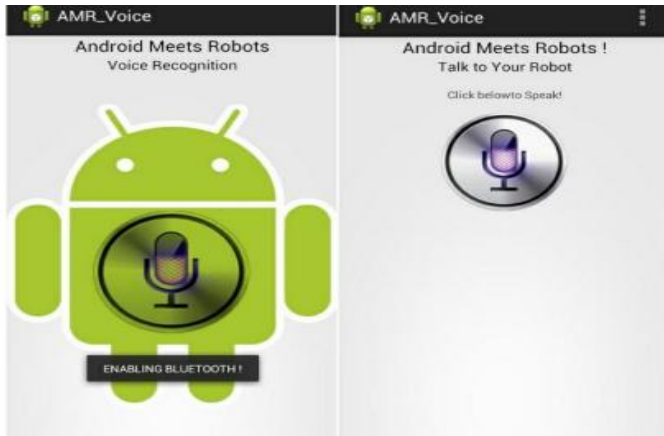 AMR_Voice
Android Meets Robots
Voice Recognition
ENABLING BLUETOOTH !
AMR_Voice
Android Meets Robots !
Talk to Your Robot
Click belowto Speak!